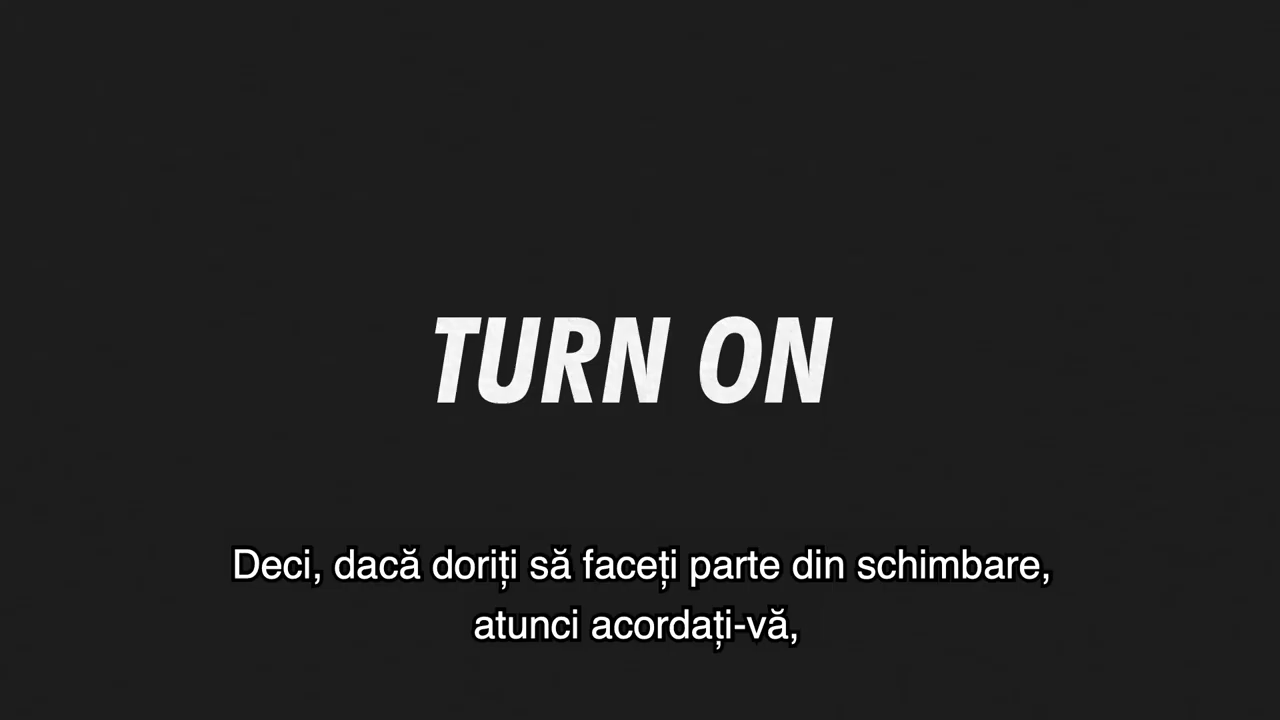 TURN ON
Deci, dacă doriți să faceți parte din schimbare,
atunci acordați-vă,